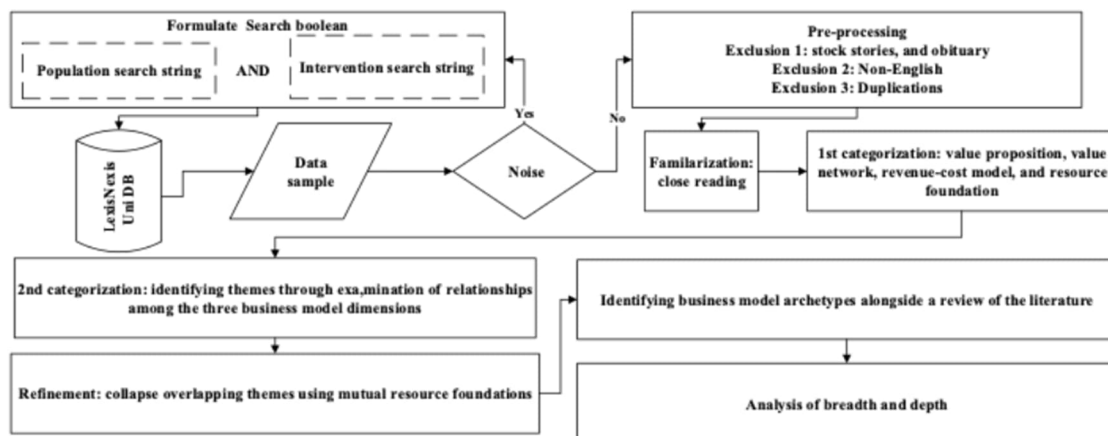 Formulate Search boolean
Population search string
AND
Intervention search string
Pre-processing
Exclusion 1: stock stories, and obituary
Exclusion 2: Non-English
Exclusion 3: Duplications
Yes
No
LexisNexis
Uni DB
Data
sample
Noise
Familarization:
close reading
1st categorization: value proposition, value
network, revenue-cost model, and resource
foundation
2nd categorization: identifying themes through exa,mination of relationships
among the three business model dimensions
Identifying business model archetypes alongside a review of the literature
Refinement: collapse overlapping themes using mutual resource foundations
Analysis of breadth and depth